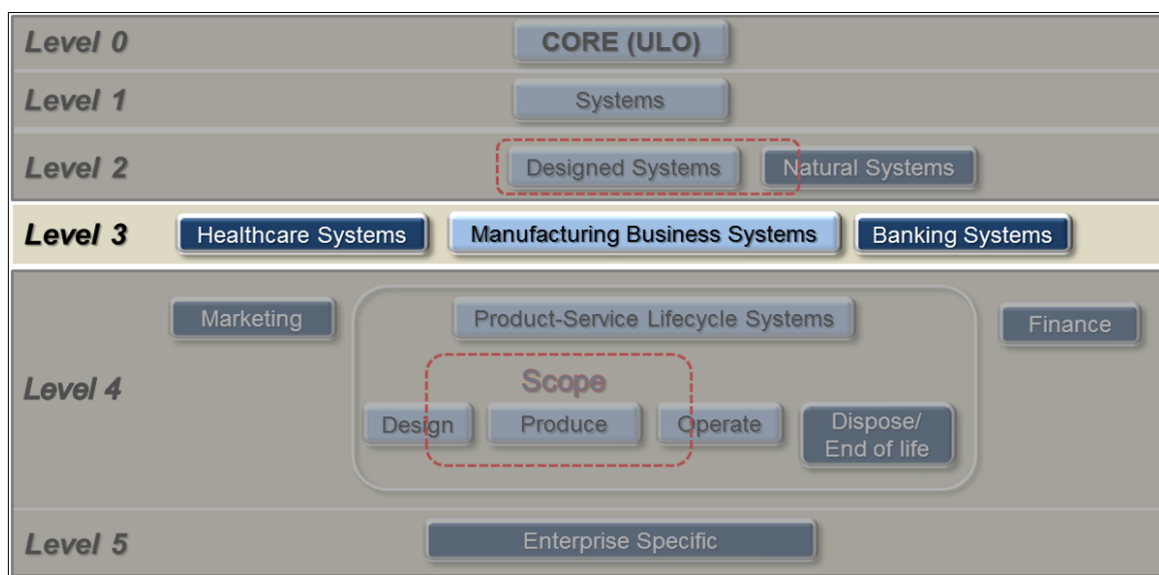 Level 0
CORE (ULO)
Level 1
Systems
Level 2
Designed Systems
Natural Systems
Level 3
Healthcare Systems
Manufacturing Business Systems
Banking Systems
Level 4
Marketing
Product-Service Lifecycle Systems
Finance
Scope
Design
Produce
Operate
Dispose/
End of life
Level 5
Enterprise Specific